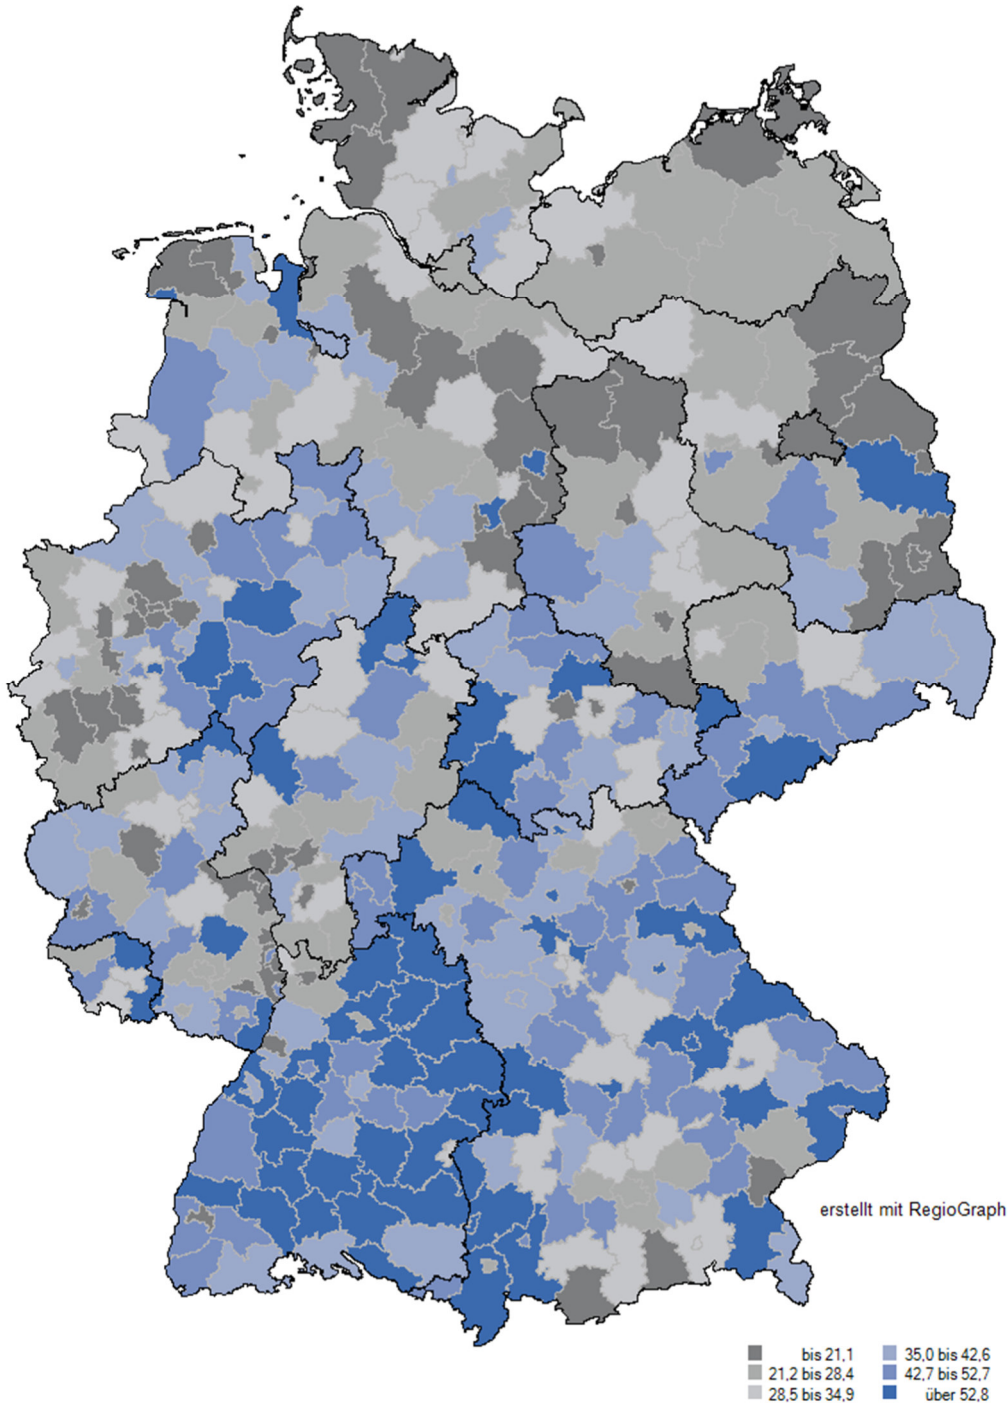 erstellt mit RegioGraph
bis 21,1 35,0 bis 42,6
21,2 bis 28,4 42,7 bis 52,7
28,5 bis 34,9 über 52,8